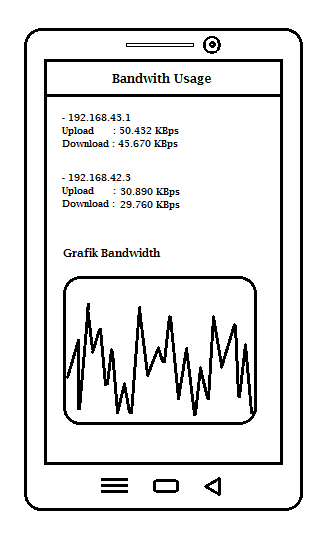 Bandwith Usage
- 192.168.43.1
Upload : 50.432 KBps
Download : 45.670 KBps
- 192.168.42.3
Upload : 30.890 KBps
Download : 29.760 KBps
Grafik Bandwidth